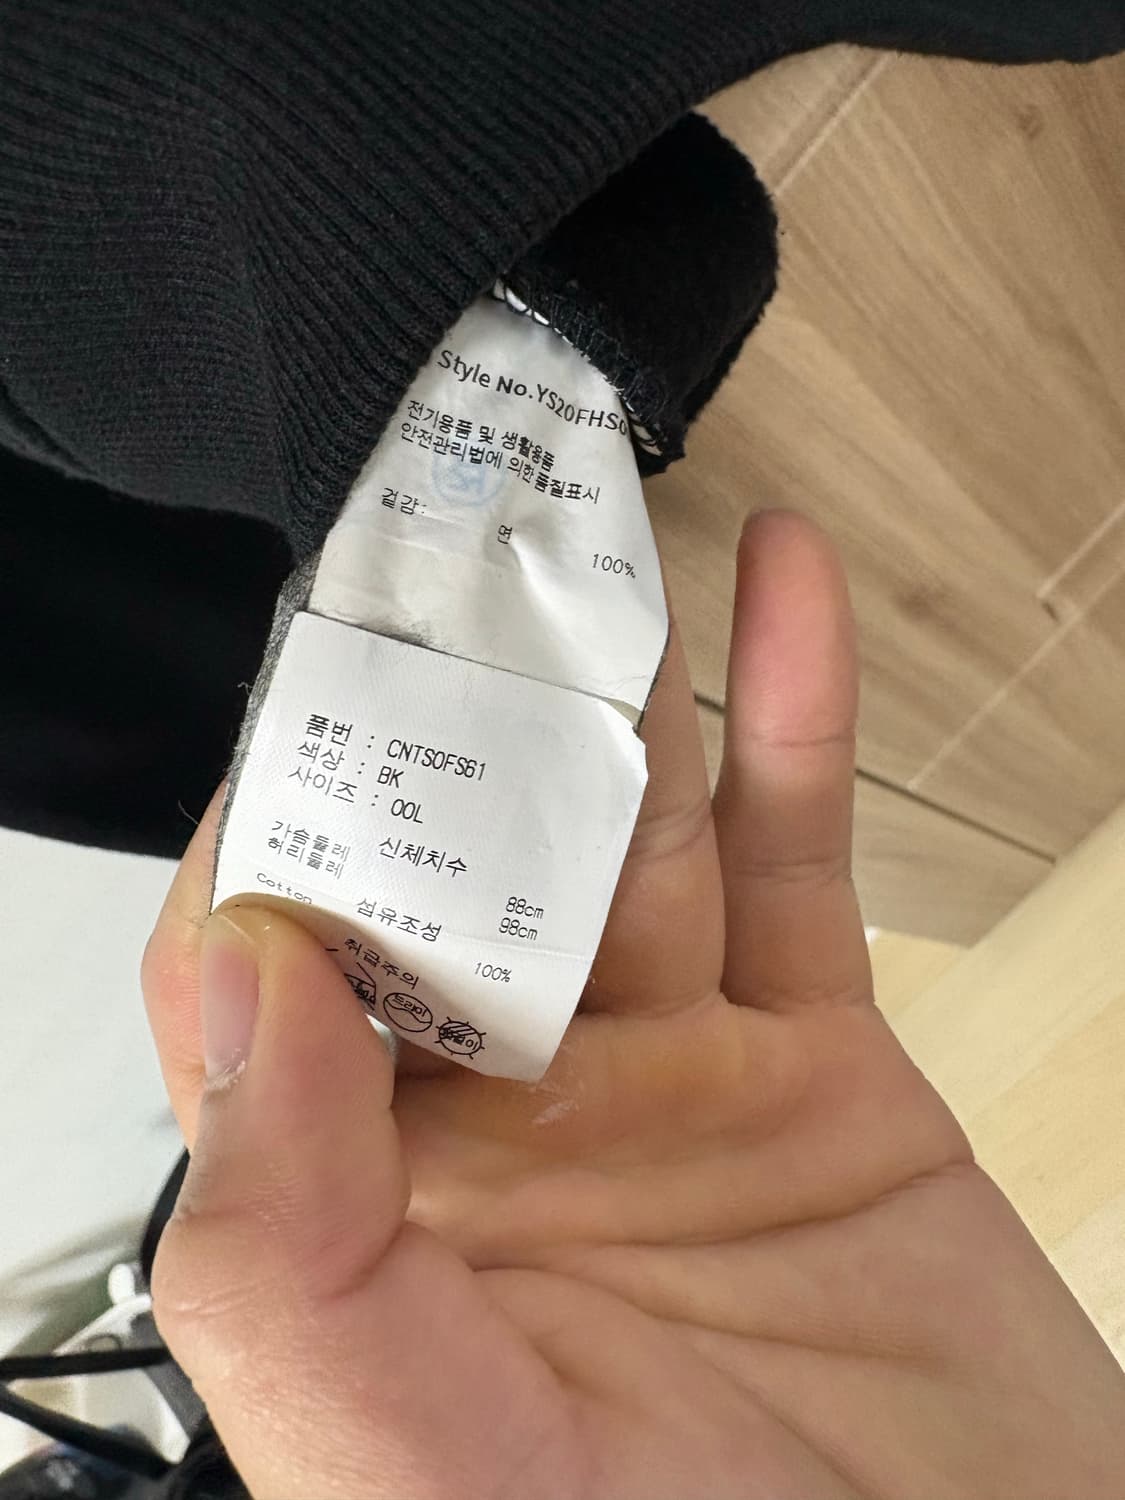 Style No.YS20FHS0
전기용품 및 생활용품
안전관리법에 의한 품질표시
겉감:
면
100%
품번 : CNTS0FS61
색상 : BK
사이즈 : 00L
신체치수
가슴둘레 88cm
허리둘레 98cm
섬유조성
Cotton 100%
취급주의
드라이